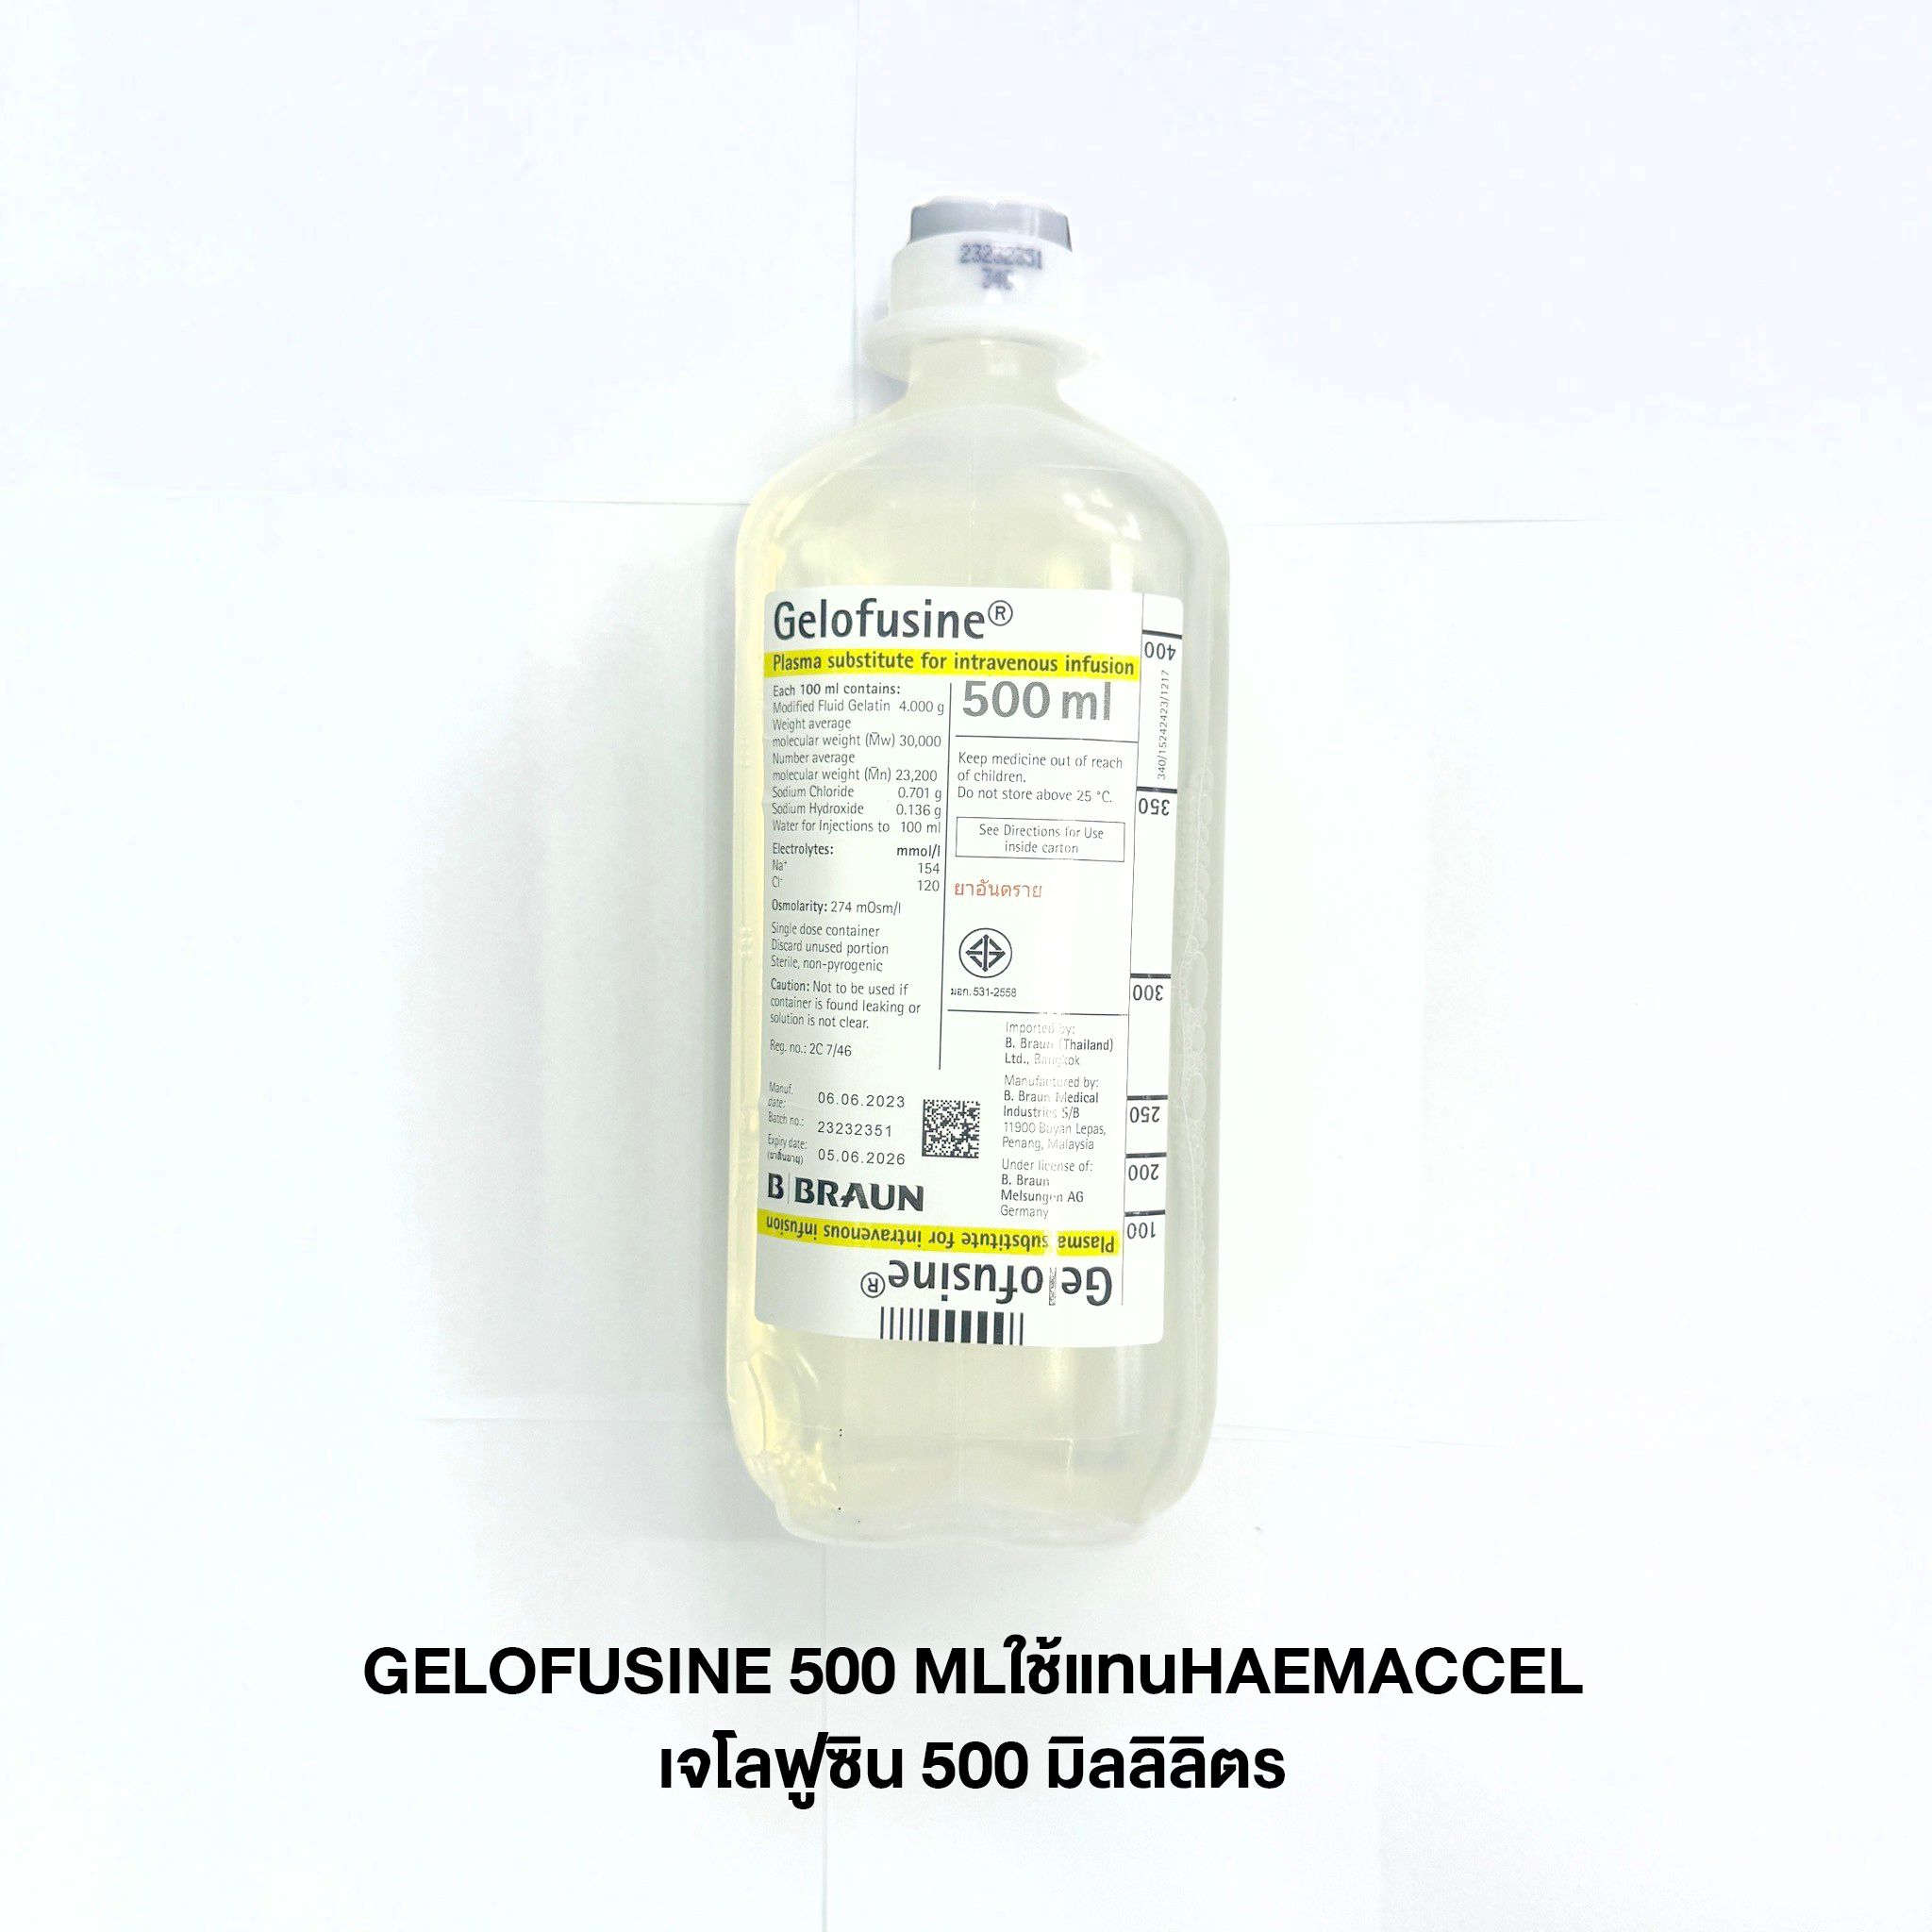 34C
Gelofusine®
Plasma substitute for intravenous infusion
Each 100 ml contains:
Modified Fluid Gelatin 4.000 g
Weight average
molecular weight (M̅w) 30,000
Number average
molecular weight (M̅n) 23,200
Sodium Chloride 0.701 g
Sodium Hydroxide 0.136 g
Water for Injections to 100 ml
Electrolytes: mmol/l
Na⁺ 154
Cl⁻ 120
Osmolarity: 274 mOsm/l
Single dose container
Discard unused portion
Sterile, non-pyrogenic
Caution: Not to be used if
container is found leaking or
solution is not clear.
Reg. no.: 2C 7/46
Manuf. date: 06.06.2023
Batch no.: 23232351
Expiry date: 05.06.2026
(ยาสิ้นอายุ)
B BRAUN
500 ml
Keep medicine out of reach
of children.
Do not store above 25 °C.
See Directions for Use
inside carton
ยาอันตราย
มอก. 531-2558
Imported by:
B. Braun (Thailand)
Ltd., Bangkok
Manufactured by:
B. Braun Medical
Industries S/B
11900 Bayan Lepas,
Penang, Malaysia
Under license of:
B. Braun
Melsungen AG
Germany
400
340/15242423/1217
350
300
250
200
100
Plasma substitute for intravenous infusion
Gelofusine®
GELOFUSINE 500 MLใช้แทนHAEMACCEL
เจโลฟูซิน 500 มิลลิลิตร